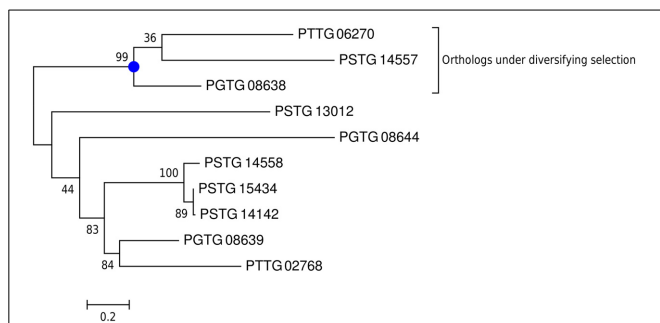 PTTG 06270
36
99
PSTG 14557
Orthologs under diversifying selection
PGTG 08638
PSTG 13012
PGTG 08644
PSTG 14558
100
PSTG 15434
44
89
PSTG 14142
83
PGTG 08639
84
PTTG 02768
0.2